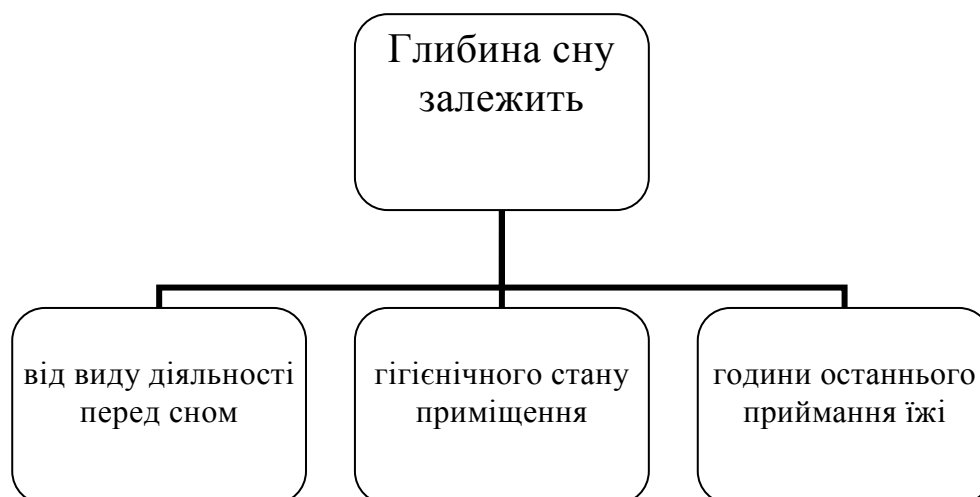 Глибина сну
залежить
від виду діяльності
перед сном
гігієнічного стану
приміщення
години останнього
приймання їжі